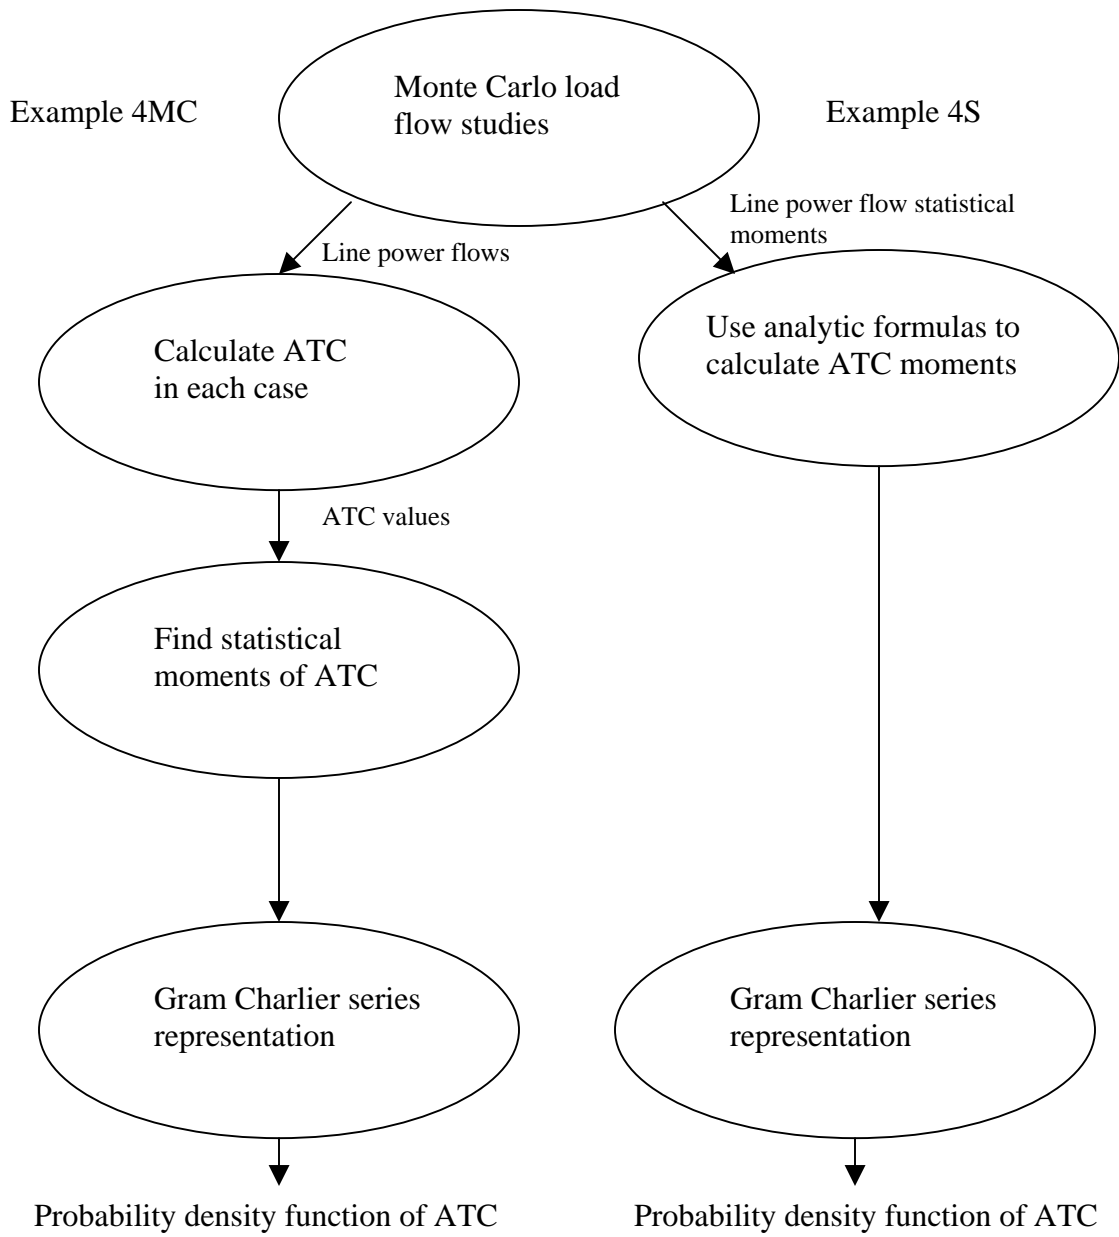 Monte Carlo load
flow studies
Example 4MC
Example 4S
Line power flow statistical
moments
Line power flows
Calculate ATC
in each case
Use analytic formulas to
calculate ATC moments
ATC values
Find statistical
moments of ATC
Gram Charlier series
representation
Gram Charlier series
representation
Probability density function of ATC
Probability density function of ATC